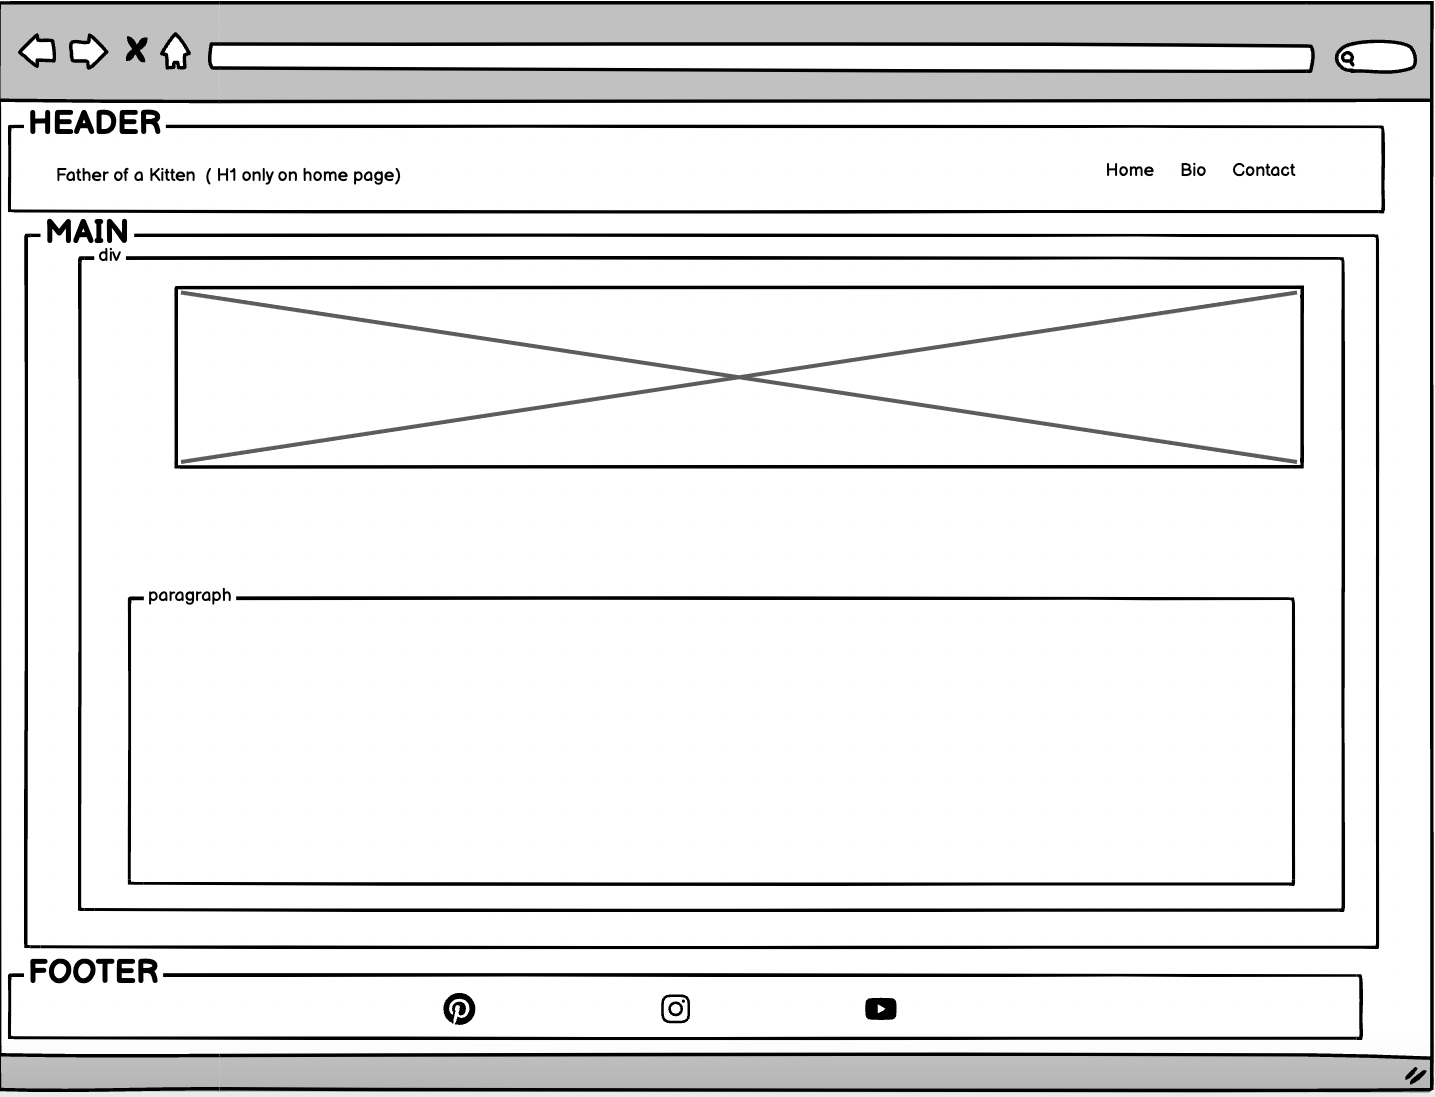 HEADER
Father of a Kitten ( H1 only on home page)
Home Bio Contact
MAIN
div
paragraph
FOOTER